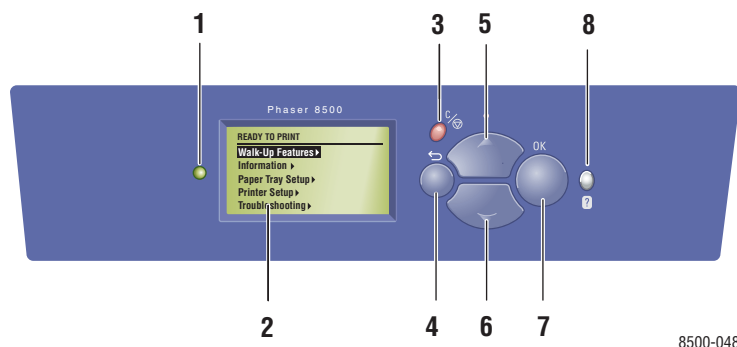 1
3
5
8
Phaser 8500
C/
READY TO PRINT
Walk-Up Features
Information
Paper Tray Setup
Printer Setup
Troubleshooting
OK
?
2
4
6
7
8500-048